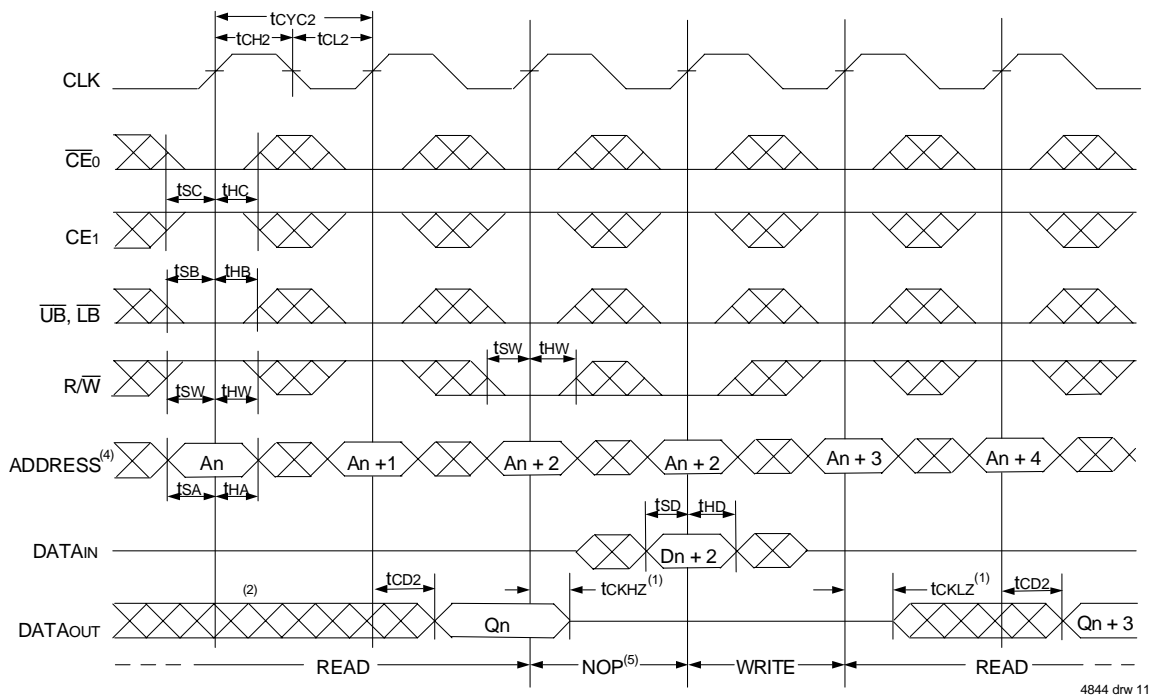 tCYC2
tCH2 tCL2
CLK
CE0
tSC tHC
CE1
tSB tHB
UB, LB
tSW tHW
R/W
tSW tHW
ADDRESS(4) An An +1 An + 2 An + 2 An + 3 An + 4
tSA tHA
tSD tHD
DATAIN Dn + 2
tCD2 tCKHZ(1) tCKLZ(1) tCD2
(2)
DATAOUT Qn Qn + 3
READ NOP(5) WRITE READ
4844 drw 11